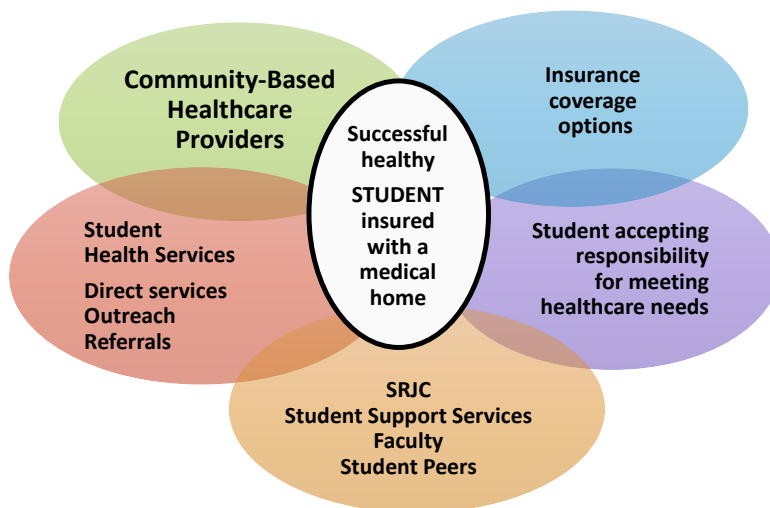 Community-Based
Healthcare
Providers
Insurance
coverage
options
Successful
healthy
STUDENT
insured
with a
medical
home
Student
Health Services
Direct services
Outreach
Referrals
Student accepting
responsibility
for meeting
healthcare needs
SRJC
Student Support Services
Faculty
Student Peers